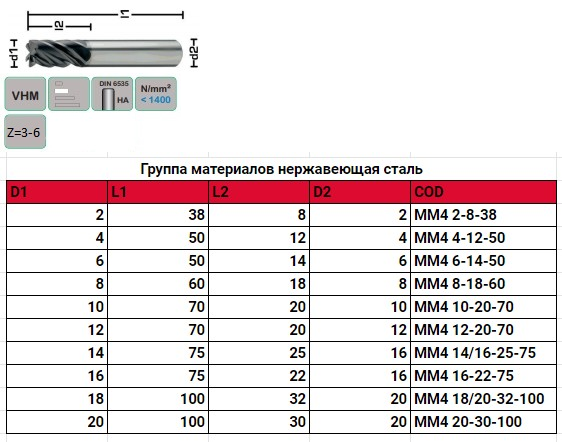 l1
l2
d1
d2
VHM
DIN 6535
HA
N/mm²
< 1400
Z=3-6
Группа материалов нержавеющая сталь
D1 L1 L2 D2 COD
2 38 8 2 MM4 2-8-38
4 50 12 4 MM4 4-12-50
6 50 14 6 MM4 6-14-50
8 60 18 8 MM4 8-18-60
10 70 20 10 MM4 10-20-70
12 70 20 12 MM4 12-20-70
14 75 25 16 MM4 14/16-25-75
16 75 22 16 MM4 16-22-75
18 100 32 20 MM4 18/20-32-100
20 100 30 20 MM4 20-30-100